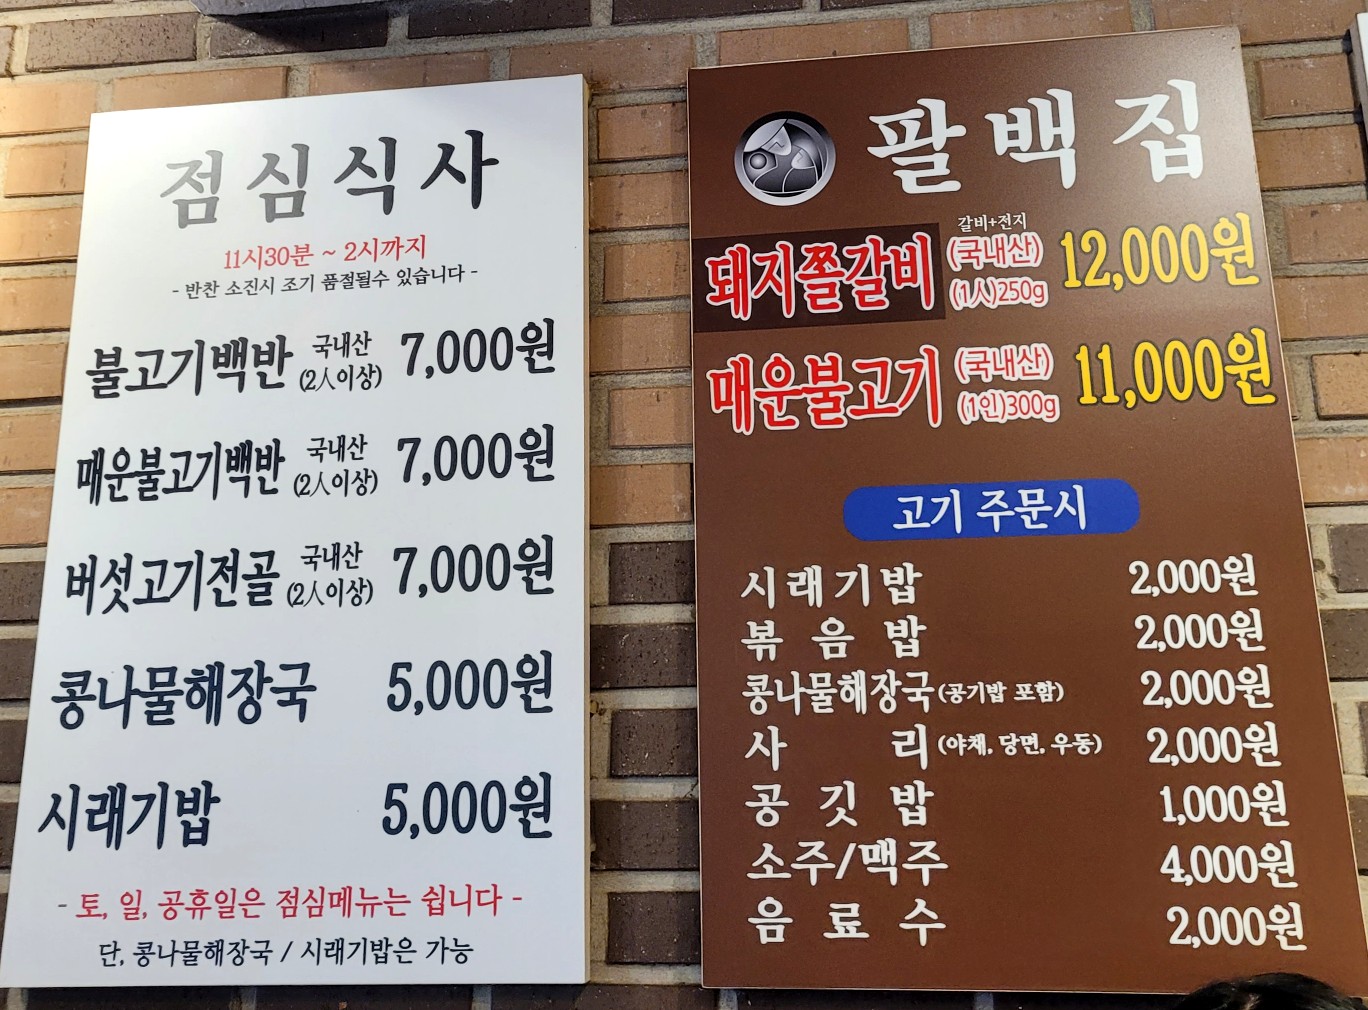 점심식사
11시30분 ~ 2시까지
- 반찬 소진시 조기 품절될수 있습니다 -
불고기백반 국내산 (2人이상) 7,000원
매운불고기백반 국내산 (2人이상) 7,000원
버섯고기전골 국내산 (2人이상) 7,000원
콩나물해장국 5,000원
시래기밥 5,000원
- 토, 일, 공휴일은 점심메뉴는 쉽니다 -
단, 콩나물해장국 / 시래기밥은 가능
팔백집
갈비+전지
돼지쫄갈비 (국내산) (1人)250g 12,000원
매운불고기 (국내산) (1인)300g 11,000원
고기 주문시
시래기밥 2,000원
볶음밥 2,000원
콩나물해장국(공기밥 포함) 2,000원
사리(야채, 당면, 우동) 2,000원
공깃밥 1,000원
소주/맥주 4,000원
음료수 2,000원